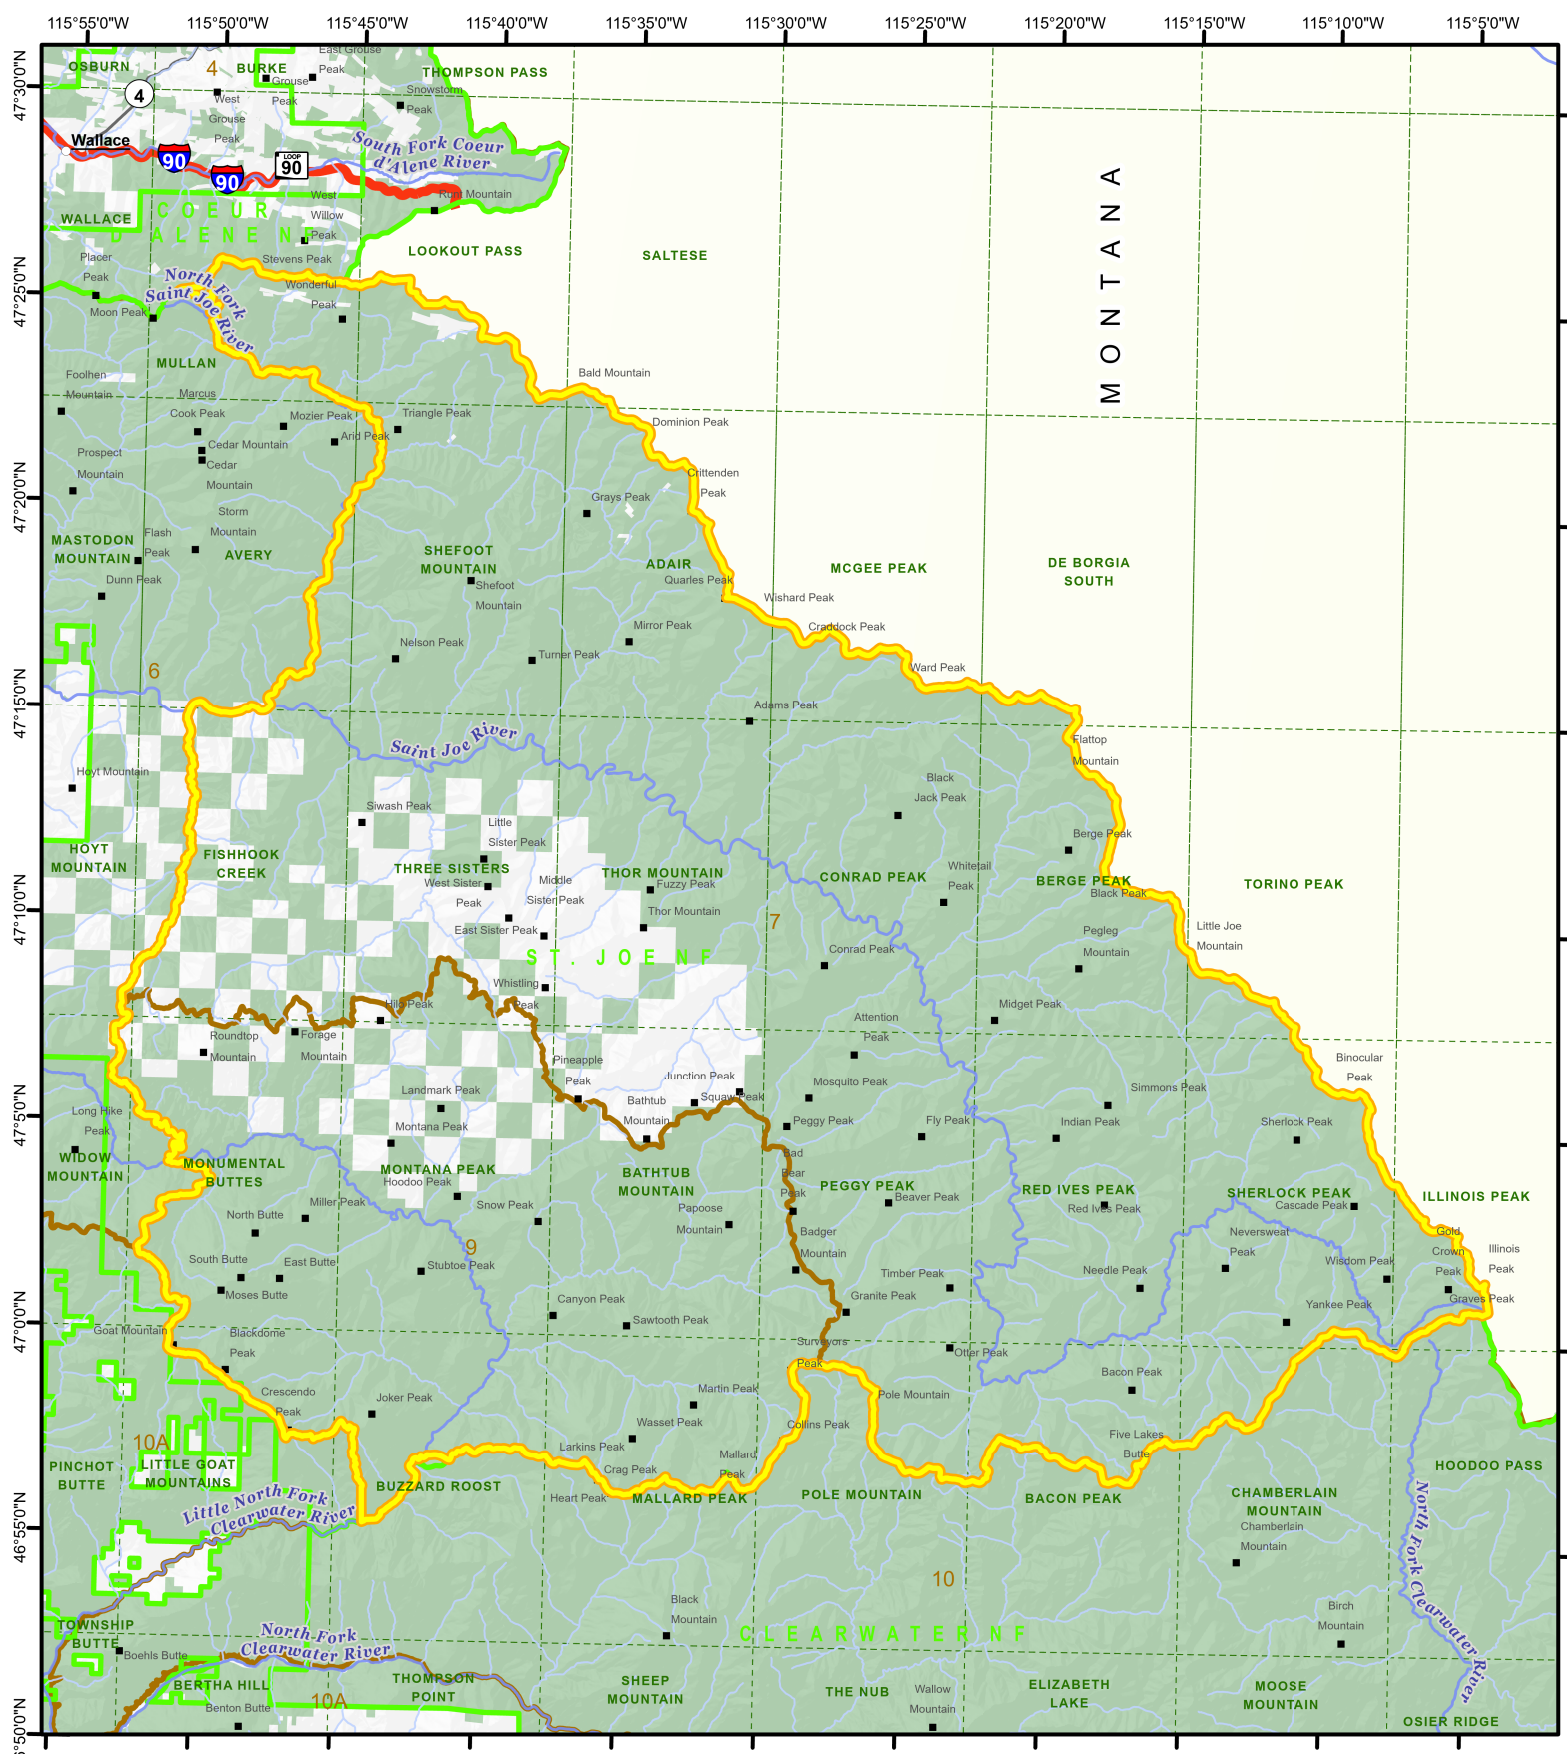 115°55'0"W 115°50'0"W 115°45'0"W 115°40'0"W 115°35'0"W 115°30'0"W 115°25'0"W 115°20'0"W 115°15'0"W 115°10'0"W 115°5'0"W
47°30'0"N
47°25'0"N
47°20'0"N
47°15'0"N
47°10'0"N
47°5'0"N
47°0'0"N
46°55'0"N
6°50'0"N
OSBURN
4
BURKE
East Grouse
Peak
Grouse
Peak
THOMPSON PASS
4
West
Grouse
Peak
Snowstorm
Peak
Wallace
90
90
LOOP
90
South Fork Coeur
d'Alene River
Runt Mountain
West
Willow
Peak
WALLACE
COEUR
D ALENE NF
LOOKOUT PASS
SALTESE
MONTANA
Placer
Peak
Stevens Peak
North Fork
Saint Joe River
Wonderful
Peak
Moon Peak
MULLAN
Foolhen
Mountain
Marcus
Cook Peak
Mozier Peak
Triangle Peak
Bald Mountain
Dominion Peak
Arid Peak
Cedar Mountain
Cedar
Mountain
Prospect
Mountain
Crittenden
Peak
Grays Peak
Storm
Mountain
Flash
Peak
MASTODON
MOUNTAIN
AVERY
SHEFOOT
MOUNTAIN
ADAIR
MCGEE PEAK
DE BORGIA
SOUTH
Dunn Peak
Shefoot
Mountain
Quarles Peak
Wishard Peak
Craddock Peak
Mirror Peak
Nelson Peak
Turner Peak
Ward Peak
6
Adams Peak
Saint Joe River
Flattop
Mountain
Hoyt Mountain
Black
Jack Peak
Siwash Peak
Little
Sister Peak
Berge Peak
HOYT
MOUNTAIN
FISHHOOK
CREEK
THREE SISTERS
THOR MOUNTAIN
CONRAD PEAK
Whitetail
Peak
BERGE PEAK
TORINO PEAK
West Sister
Peak
Middle
Sister Peak
Fuzzy Peak
Black Peak
Thor Mountain
7
East Sister Peak
Pegleg
Mountain
Little Joe
Mountain
ST. JOE NF
Conrad Peak
Whistling
Peak
Hilo Peak
Midget Peak
Attention
Peak
Roundtop
Mountain
Forage
Mountain
Pineapple
Peak
Binocular
Peak
Junction Peak
Mosquito Peak
Simmons Peak
Landmark Peak
Squaw Peak
Bathtub
Mountain
Long Hike
Peak
Montana Peak
Peggy Peak
Fly Peak
Indian Peak
Sherlock Peak
WIDOW
MOUNTAIN
MONUMENTAL
BUTTES
MONTANA PEAK
Hoodoo Peak
BATHTUB
MOUNTAIN
Bad
Bear
Peak
PEGGY PEAK
RED IVES PEAK
SHERLOCK PEAK
ILLINOIS PEAK
Miller Peak
Snow Peak
Papoose
Mountain
Beaver Peak
Red Ives Peak
Cascade Peak
North Butte
9
Badger
Mountain
Neversweat
Peak
Gold
Crown
Peak
Illinois
Peak
South Butte
East Butte
Stubtoe Peak
Timber Peak
Needle Peak
Wisdom Peak
Moses Butte
Canyon Peak
Granite Peak
Yankee Peak
Graves Peak
Goat Mountain
Blackdome
Peak
Sawtooth Peak
Surveyors
Peak
Otter Peak
Crescendo
Peak
Joker Peak
Martin Peak
Pole Mountain
Bacon Peak
Wasset Peak
Collins Peak
Five Lakes
Butte
10A
Larkins Peak
Crag Peak
Mallard
Peak
PINCHOT
BUTTE
LITTLE GOAT
MOUNTAINS
BUZZARD ROOST
Heart Peak
MALLARD PEAK
POLE MOUNTAIN
BACON PEAK
CHAMBERLAIN
MOUNTAIN
HOODOO PASS
Little North Fork
Clearwater River
Chamberlain
Mountain
North Fork Clearwater River
10
Black
Mountain
Birch
Mountain
TOWNSHIP
BUTTE
North Fork
Clearwater River
CLEARWATER NF
Boehls Butte
BERTHA HILL
10A
THOMPSON
POINT
SHEEP
MOUNTAIN
THE NUB
Wallow
Mountain
ELIZABETH
LAKE
MOOSE
MOUNTAIN
Benton Butte
OSIER RIDGE